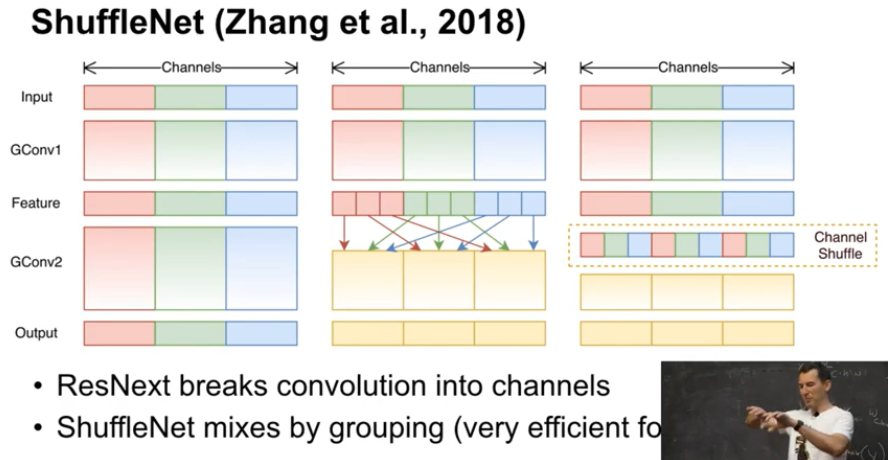 ShuffleNet (Zhang et al., 2018)
Channels
Channels
Channels
Input
GConv1
Feature
GConv2
Output
Channel
Shuffle
• ResNext breaks convolution into channels
• ShuffleNet mixes by grouping (very efficient fo